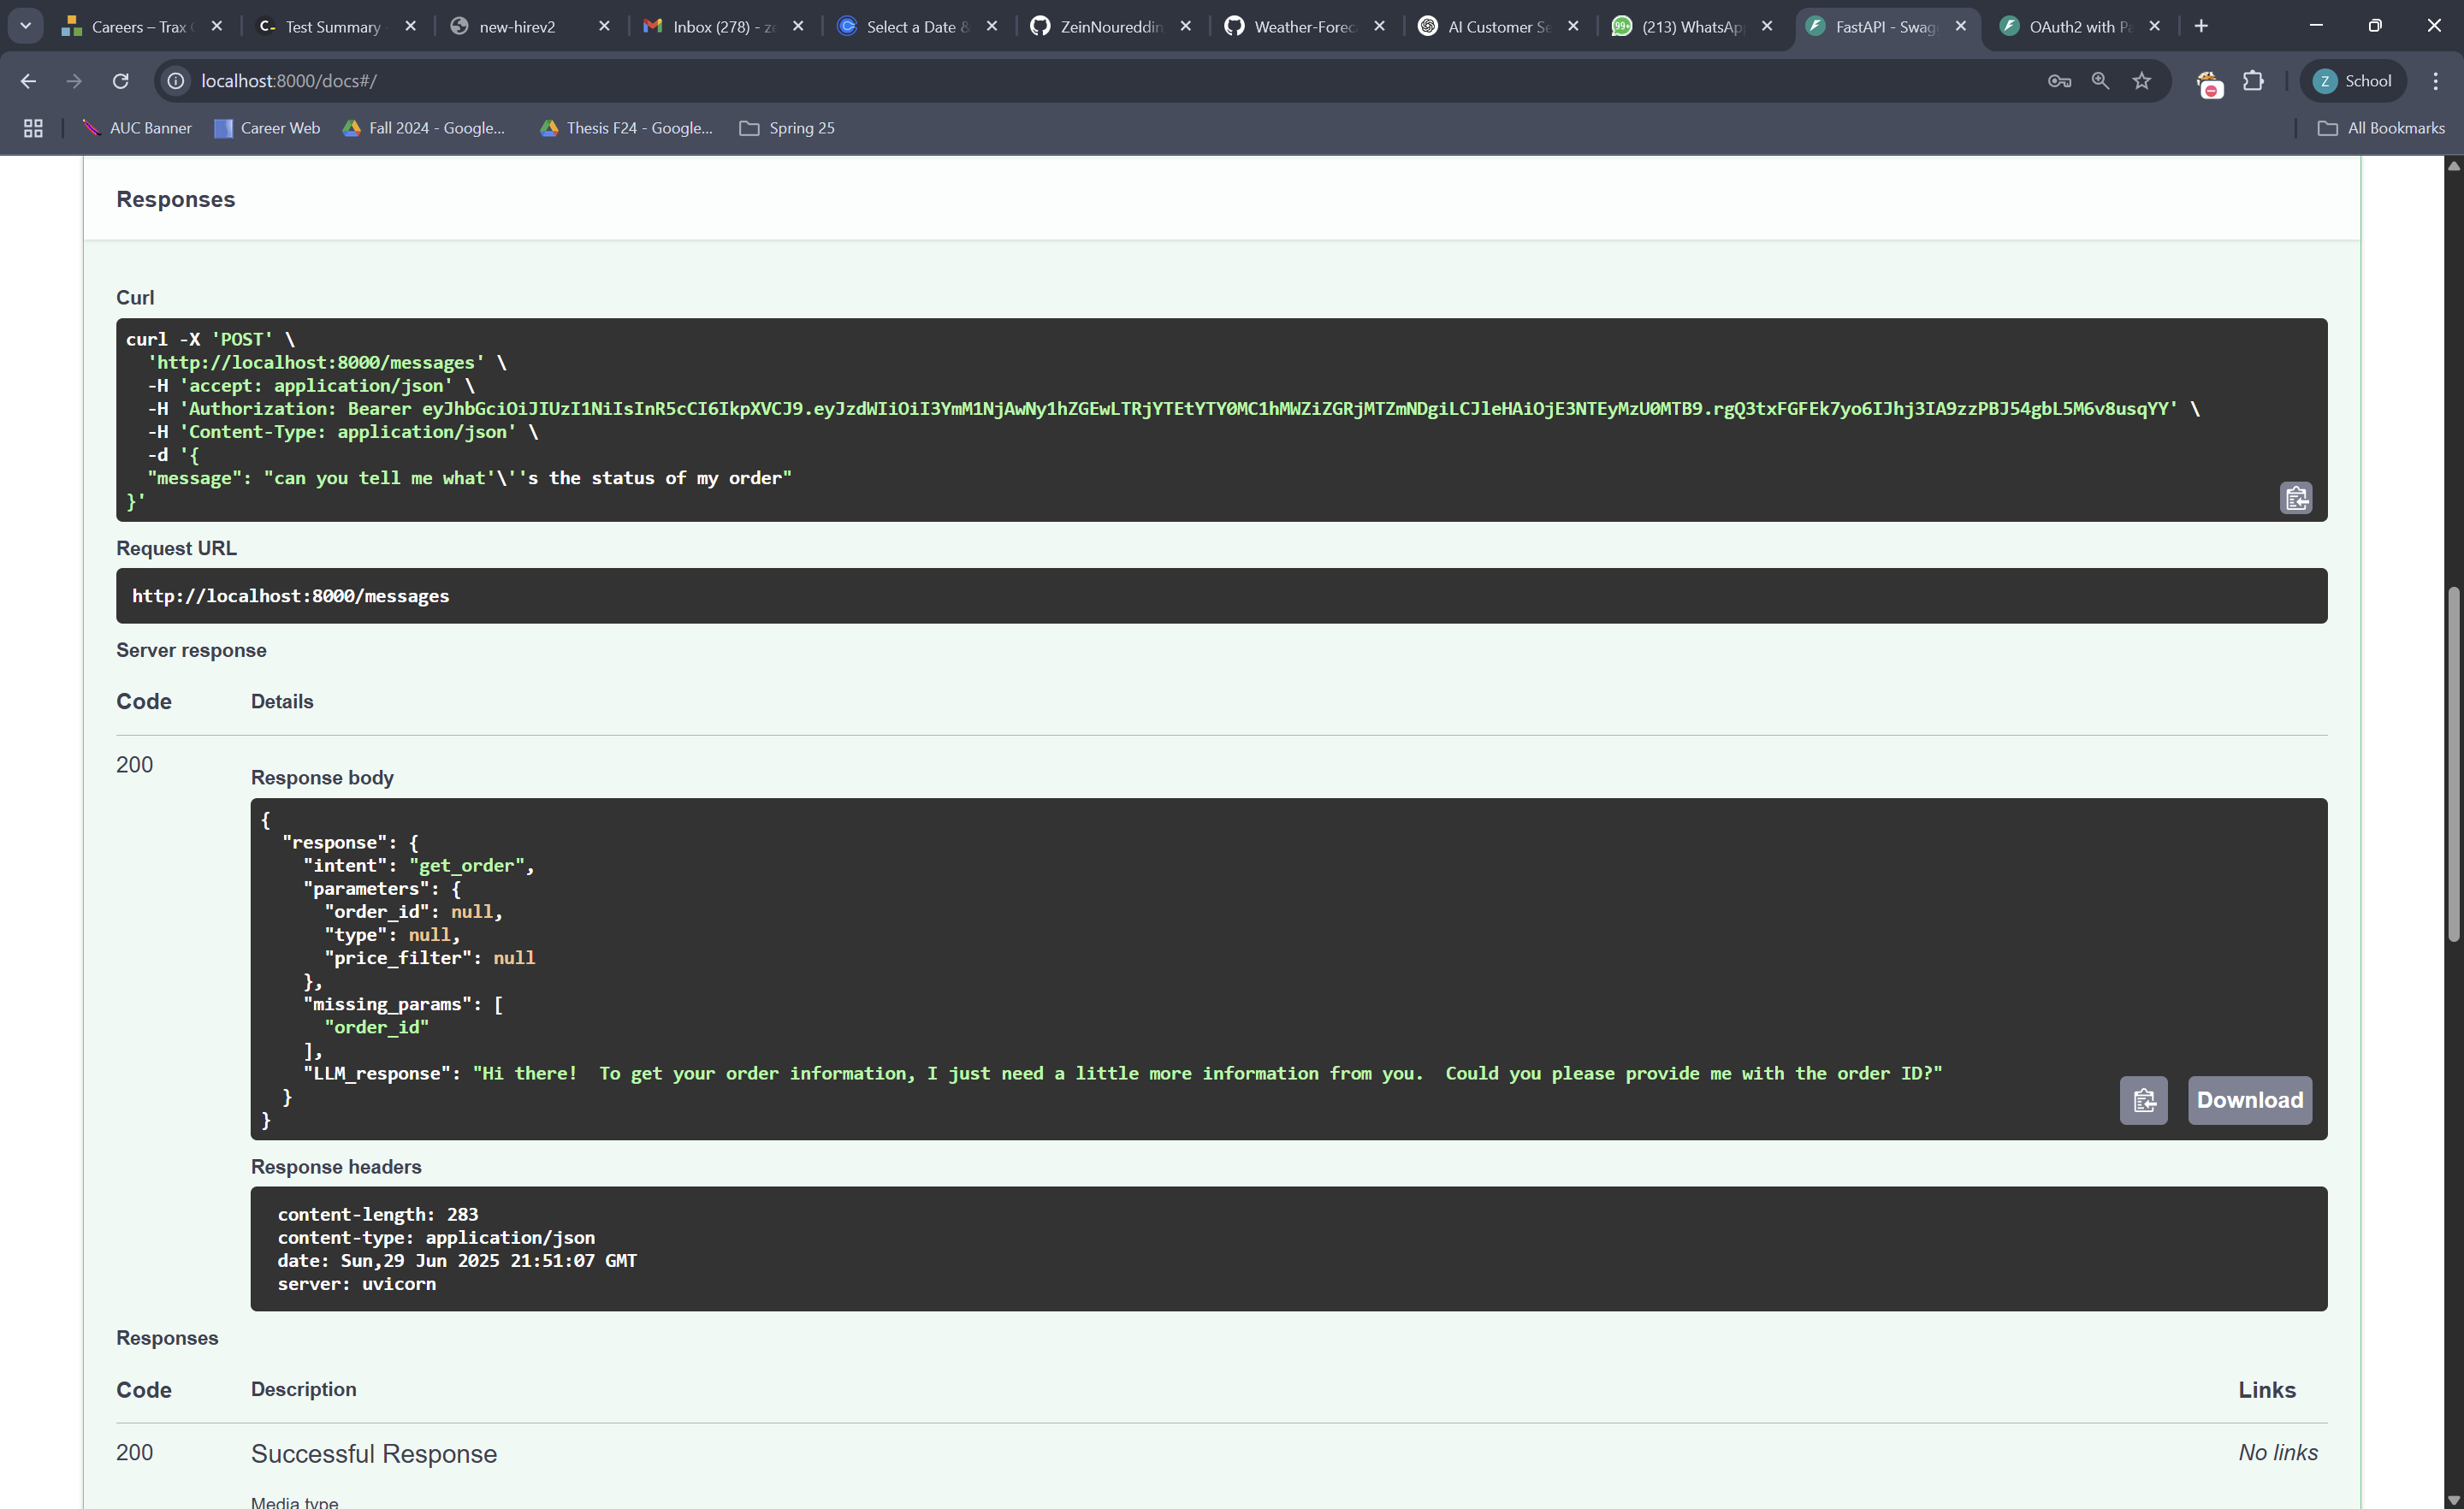 Careers – Trax
Test Summary
new-hirev2
Inbox (278) - ze
Select a Date &
ZeinNoureddin
Weather-Forec
AI Customer Se
(213) WhatsAp
FastAPI - Swag
OAuth2 with Pa
localhost:8000/docs#/
Z School
AUC Banner
Career Web
Fall 2024 - Google...
Thesis F24 - Google...
Spring 25
All Bookmarks
Responses
Curl
curl -X 'POST' \
'http://localhost:8000/messages' \
-H 'accept: application/json' \
-H 'Authorization: Bearer eyJhbGciOiJIUzI1NiIsInR5cCI6IkpXVCJ9.eyJzdWIiOiI3YmM1NjAwNy1hZGEwLTRjYTEtYTY0MC1hMWZiZGRjMTZmNDgiLCJleHAiOjE3NTEyMzU0MTB9.rgQ3txFGFEk7yo6IJhj3IA9zzPBJ54gbL5M6v8usqYY' \
-H 'Content-Type: application/json' \
-d '{
"message": "can you tell me what'\''s the status of my order"
}'
Request URL
http://localhost:8000/messages
Server response
Code Details
200
Response body
{
"response": {
"intent": "get_order",
"parameters": {
"order_id": null,
"type": null,
"price_filter": null
},
"missing_params": [
"order_id"
],
"LLM_response": "Hi there!  To get your order information, I just need a little more information from you.  Could you please provide me with the order ID?"
}
}
Download
Response headers
content-length: 283
content-type: application/json
date: Sun,29 Jun 2025 21:51:07 GMT
server: uvicorn
Responses
Code Description Links
200 Successful Response No links
Media type